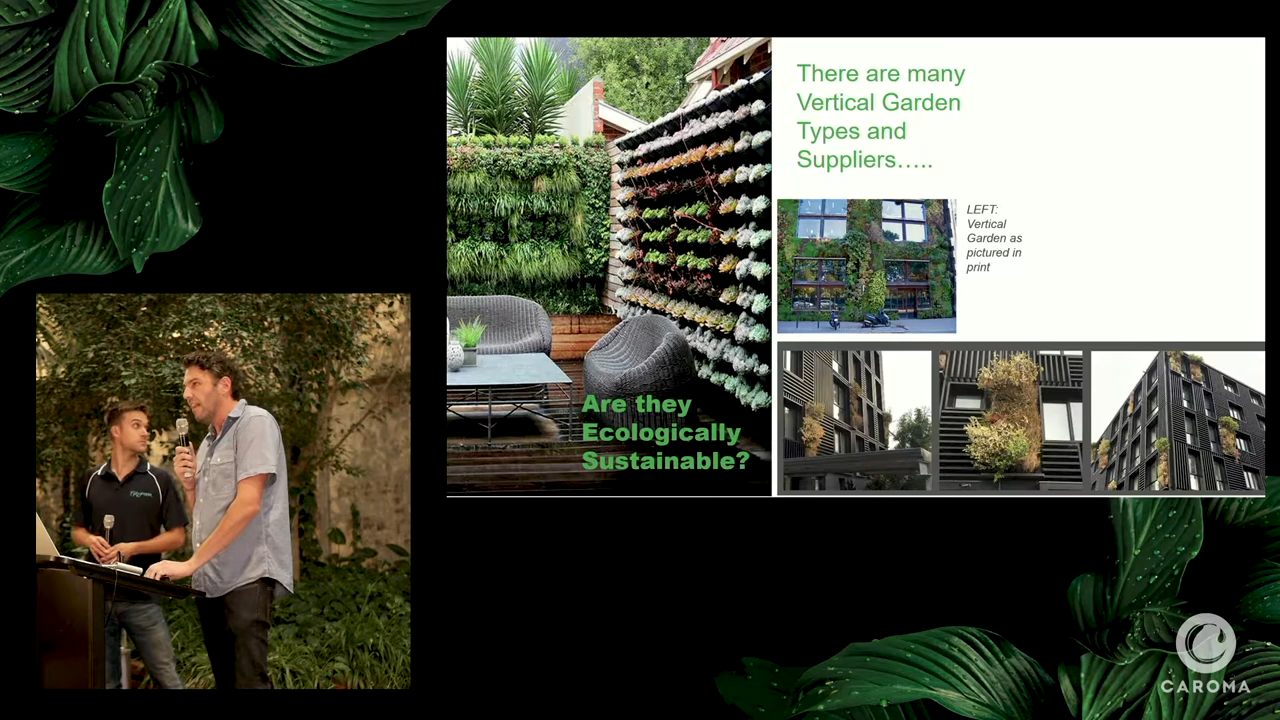 There are many
Vertical Garden
Types and
Suppliers…..
LEFT:
Vertical
Garden as
pictured in
print
Are they
Ecologically
Sustainable?
CAROMA